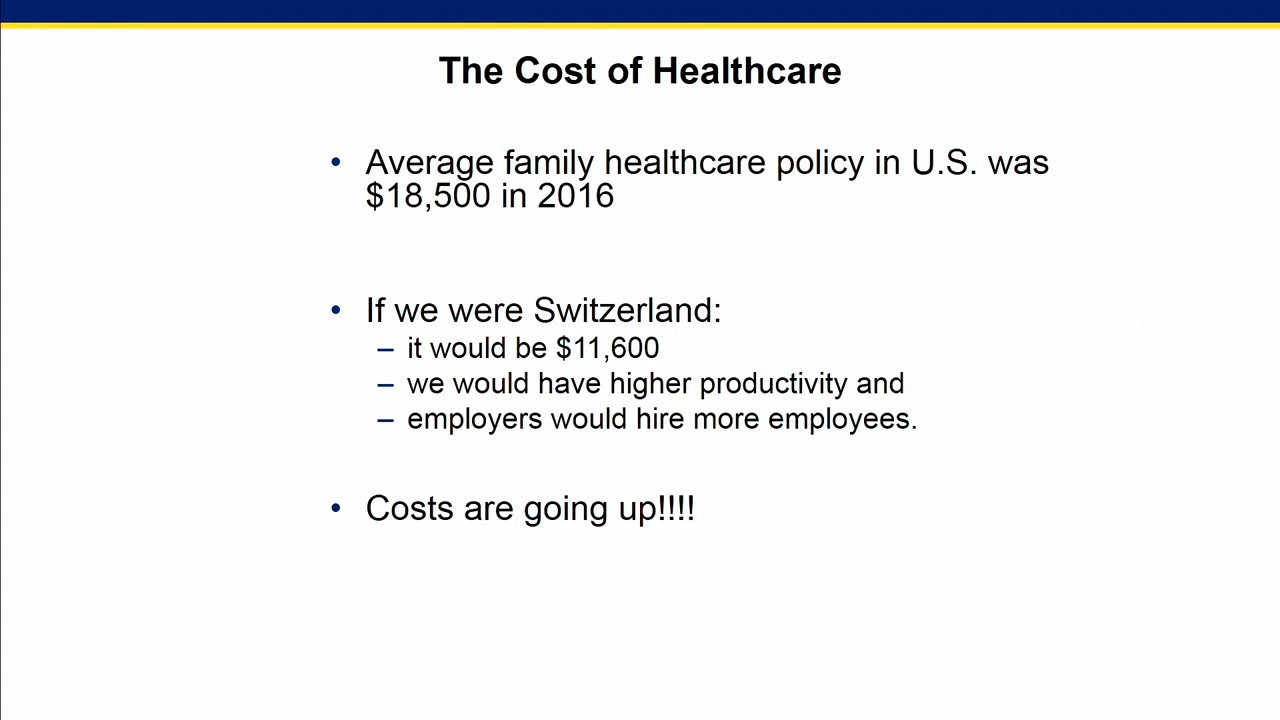 The Cost of Healthcare
• Average family healthcare policy in U.S. was
$18,500 in 2016
• If we were Switzerland:
– it would be $11,600
– we would have higher productivity and
– employers would hire more employees.
• Costs are going up!!!!